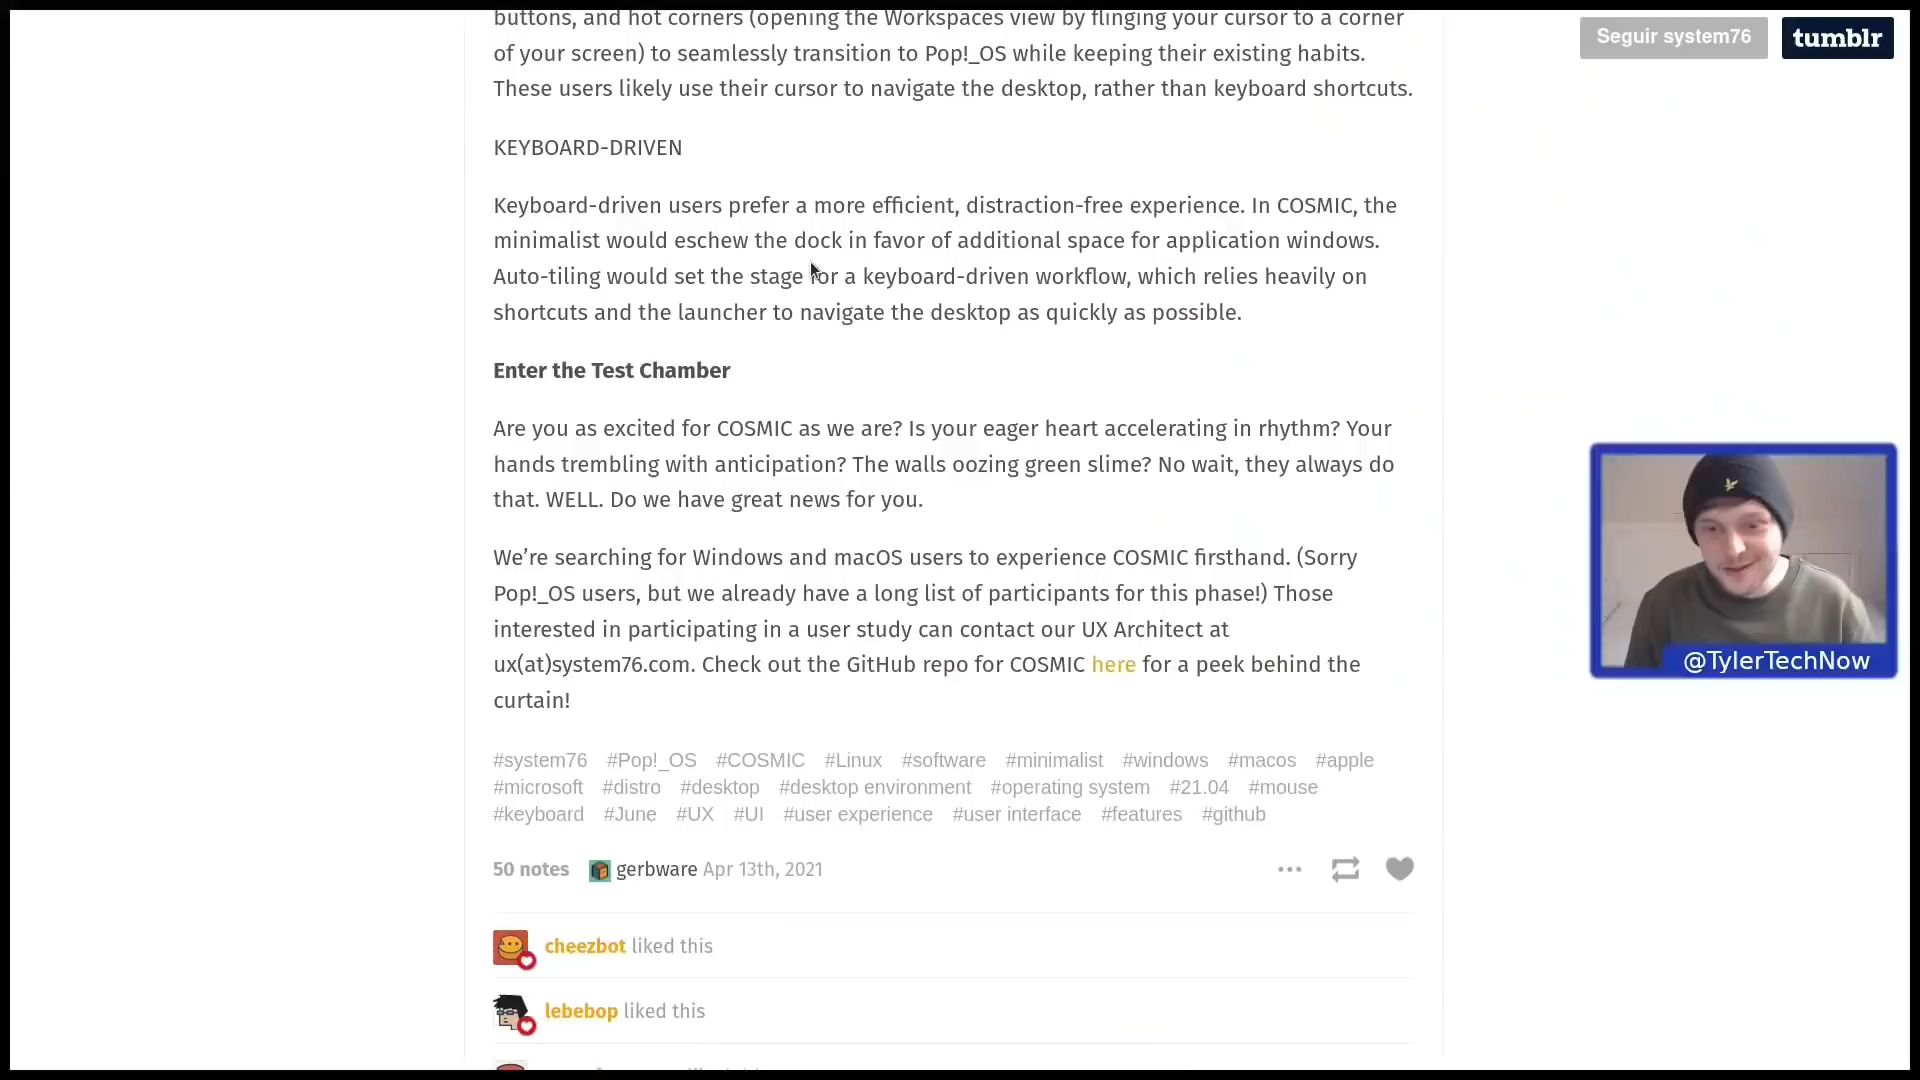 buttons, and hot corners (opening the Workspaces view by flinging your cursor to a corner
of your screen) to seamlessly transition to Pop!_OS while keeping their existing habits.
These users likely use their cursor to navigate the desktop, rather than keyboard shortcuts.
Seguir system76
tumblr
KEYBOARD-DRIVEN
Keyboard-driven users prefer a more efficient, distraction-free experience. In COSMIC, the
minimalist would eschew the dock in favor of additional space for application windows.
Auto-tiling would set the stage for a keyboard-driven workflow, which relies heavily on
shortcuts and the launcher to navigate the desktop as quickly as possible.
Enter the Test Chamber
Are you as excited for COSMIC as we are? Is your eager heart accelerating in rhythm? Your
hands trembling with anticipation? The walls oozing green slime? No wait, they always do
that. WELL. Do we have great news for you.
We’re searching for Windows and macOS users to experience COSMIC firsthand. (Sorry
Pop!_OS users, but we already have a long list of participants for this phase!) Those
interested in participating in a user study can contact our UX Architect at
ux(at)system76.com. Check out the GitHub repo for COSMIC here for a peek behind the
curtain!
@TylerTechNow
#system76 #Pop!_OS #COSMIC #Linux #software #minimalist #windows #macos #apple
#microsoft #distro #desktop #desktop environment #operating system #21.04 #mouse
#keyboard #June #UX #UI #user experience #user interface #features #github
50 notes gerbware Apr 13th, 2021
cheezbot liked this
lebebop liked this